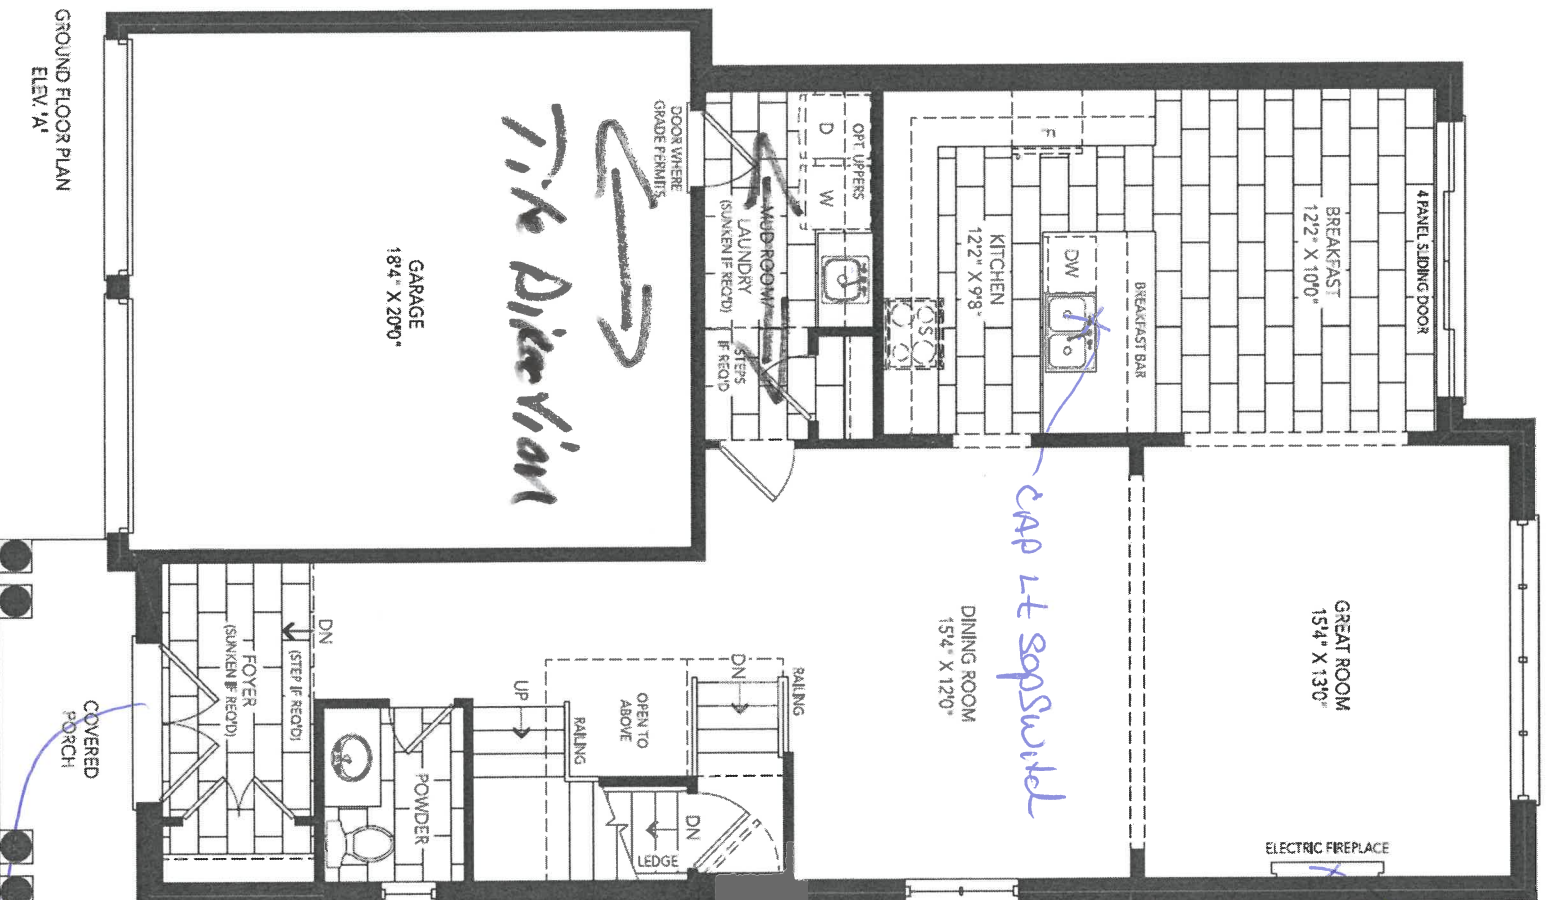 GROUND FLOOR PLAN
ELEV. 'A'
GARAGE
18'4" X 20'0"
DOOR WHERE
GRADE PERMITS
Tile Direction
OPT. UPPERS
D
W
MUD ROOM/
LAUNDRY
(SUNKEN IF REQ'D)
STEPS
IF REQ'D
F
KITCHEN
12'2" X 9'8"
S
DW
BREAKFAST BAR
BREAKFAST
12'2" X 10'0"
4 PANEL SLIDING DOOR
CAP Lt
GREAT ROOM
15'4" X 13'0"
ELECTRIC FIREPLACE
DINING ROOM
15'4" X 12'0"
RAILING
DN
OPEN TO
ABOVE
RAILING
UP
DN
LEDGE
POWDER
DN
(STEP IF REQ'D)
FOYER
(SUNKEN IF REQ'D)
COVERED
PORCH